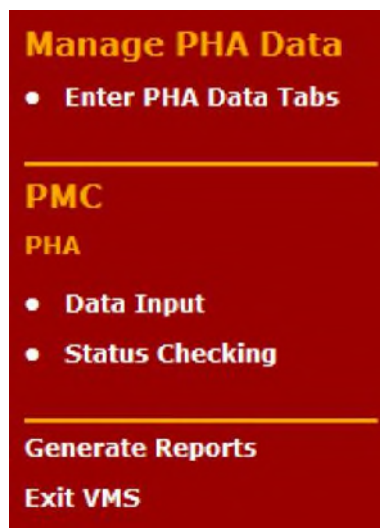 Manage PHA Data
• Enter PHA Data Tabs
PMC
PHA
• Data Input
• Status Checking
Generate Reports
Exit VMS